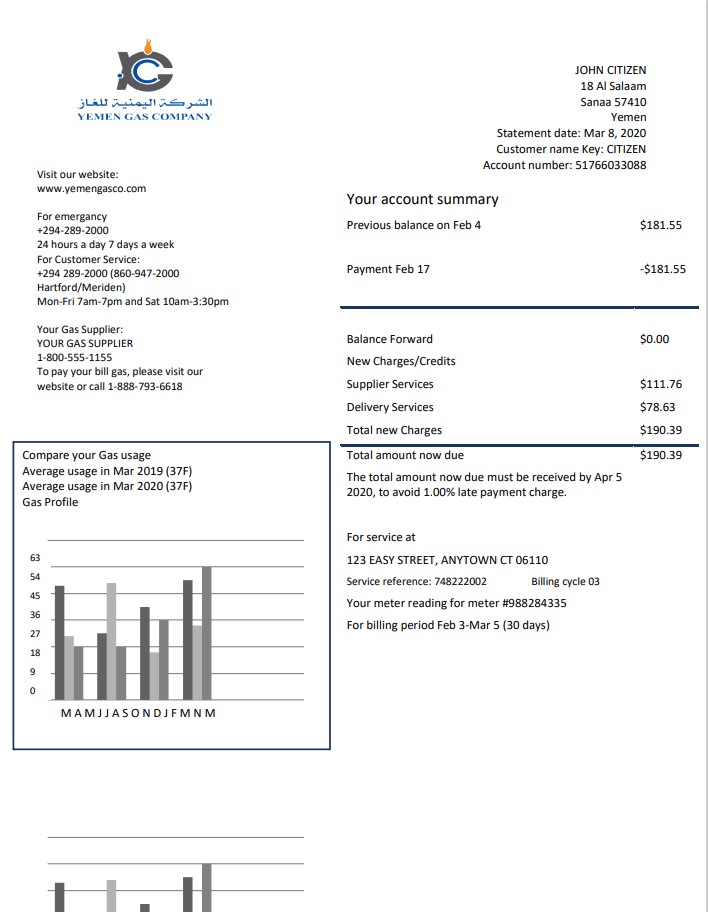 الشركة اليمنية للغاز
YEMEN GAS COMPANY
JOHN CITIZEN
18 Al Salaam
Sanaa 57410
Yemen
Statement date: Mar 8, 2020
Customer name Key: CITIZEN
Account number: 51766033088
Visit our website:
www.yemengasco.com
For emergancy
+294-289-2000
24 hours a day 7 days a week
For Customer Service:
+294 289-2000 (860-947-2000
Hartford/Meriden)
Mon-Fri 7am-7pm and Sat 10am-3:30pm
Your Gas Supplier:
YOUR GAS SUPPLIER
1-800-555-1155
To pay your bill gas, please visit our
website or call 1-888-793-6618
Your account summary
Previous balance on Feb 4 $181.55
Payment Feb 17 -$181.55
Balance Forward $0.00
New Charges/Credits
Supplier Services $111.76
Delivery Services $78.63
Total new Charges $190.39
Total amount now due $190.39
The total amount now due must be received by Apr 5
2020, to avoid 1.00% late payment charge.
For service at
123 EASY STREET, ANYTOWN CT 06110
Service reference: 748222002 Billing cycle 03
Your meter reading for meter #988284335
For billing period Feb 3-Mar 5 (30 days)
Compare your Gas usage
Average usage in Mar 2019 (37F)
Average usage in Mar 2020 (37F)
Gas Profile
63
54
45
36
27
18
9
0
M A M J J A S O N D J F M N M